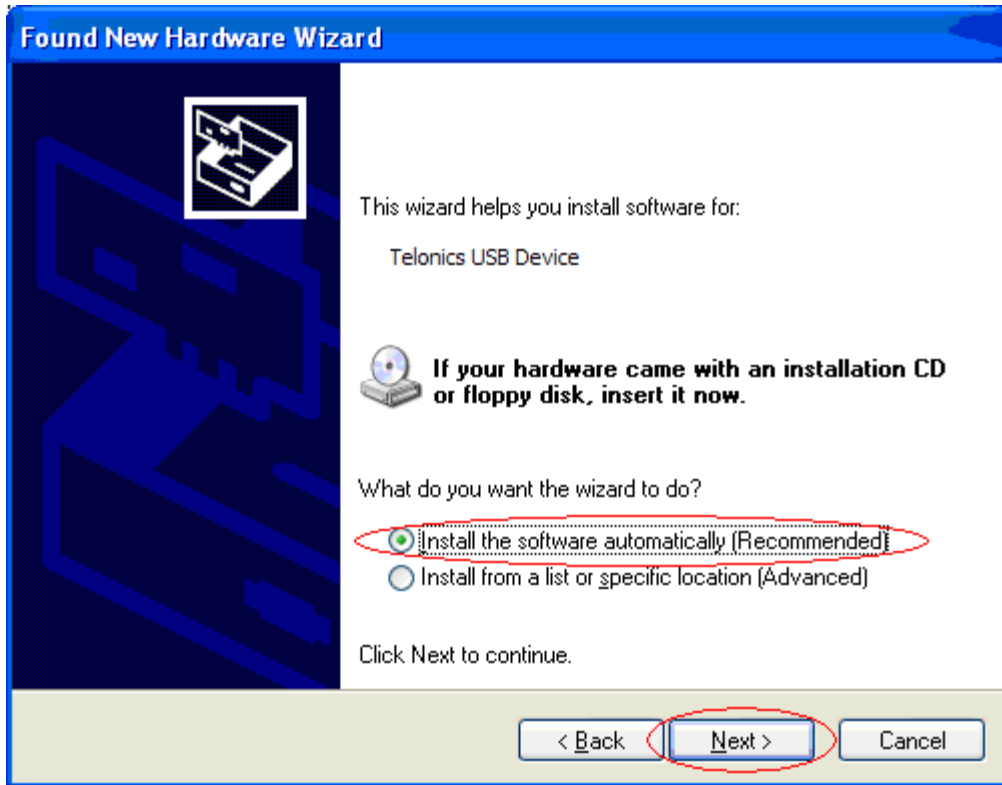 Found New Hardware Wizard
This wizard helps you install software for:
Telonics USB Device
If your hardware came with an installation CD
or floppy disk, insert it now.
What do you want the wizard to do?
Install the software automatically (Recommended)
Install from a list or specific location (Advanced)
Click Next to continue.
< Back
Next >
Cancel